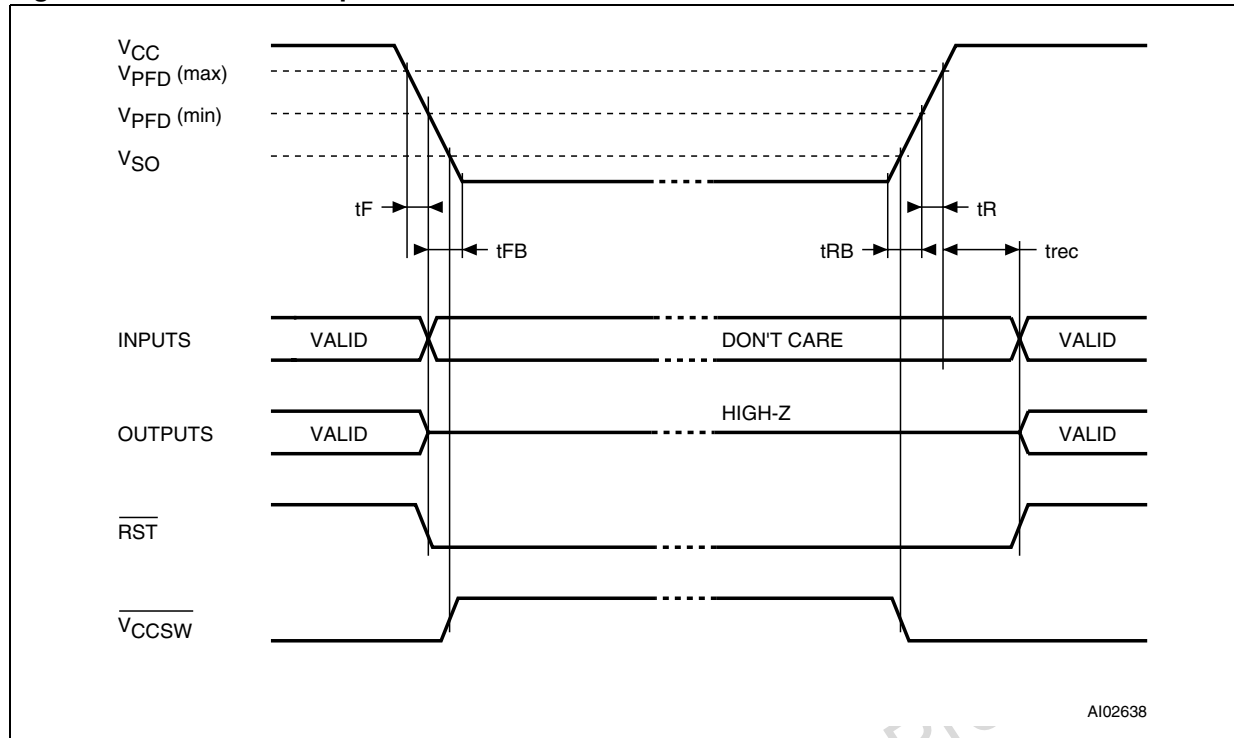 VCC
VPFD (max)
VPFD (min)
VSO
tF
tR
tFB
tRB
trec
INPUTS VALID DON'T CARE VALID
HIGH-Z
OUTPUTS VALID VALID
RST
VCCSW
AI02638